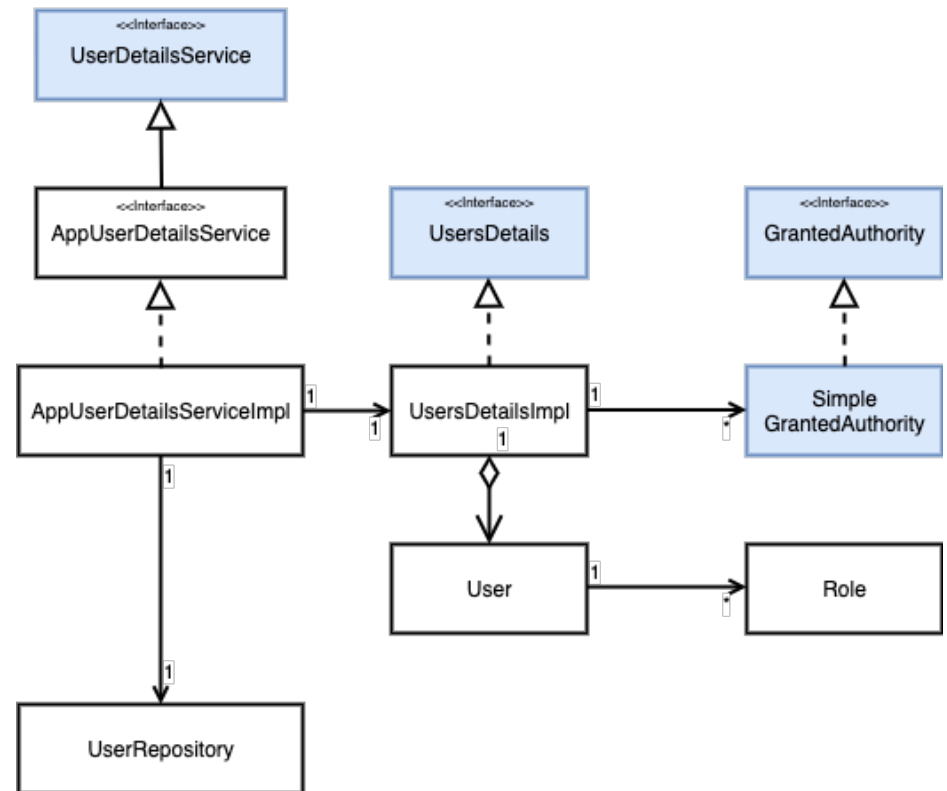 <<Interface>>
UserDetailsService
<<Interface>>
AppUserDetailsService
<<Interface>>
UsersDetails
<<Interface>>
GrantedAuthority
AppUserDetailsServiceImpl
1
1
UsersDetailsImpl
1
1
*
Simple
GrantedAuthority
1
User
1
*
Role
1
UserRepository